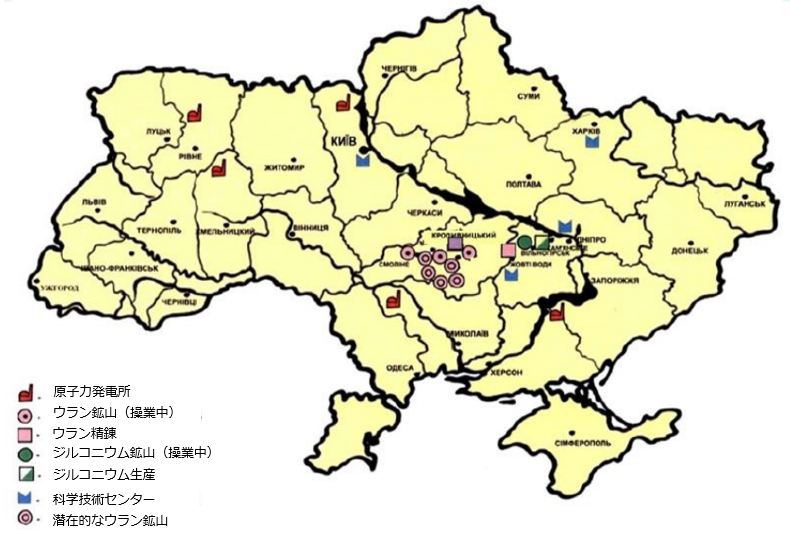 ЧЕРНІГІВ
СУМИ
ЛУЦЬК
РІВНЕ
КИЇВ
ХАРКІВ
ЖИТОМИР
ПОЛТАВА
ЛЬВІВ
ТЕРНОПІЛЬ
МЕЛЬНИЦКИЙ
ВІННИЦЯ
ЧЕРКАСИ
ЛУГАНСЬК
КРОПИВНИЦЬКИЙ
ДНІПРО
ВІЛЬНОГІРСЬК
ДОНЕЦЬК
СМОЛІНЕ
ЖОВТІ ВОДИ
ІВАНО-ФРАНКІВСЬК
УЖГОРОД
ЧЕРНІВЦІ
ЗАПОРІЖЖЯ
МИКОЛАЇВ
ОДЕСА
ХЕРСОН
СІМФЕРОПОЛЬ
原子力発電所
ウラン鉱山（操業中）
ウラン精錬
ジルコニウム鉱山（操業中）
ジルコニウム生産
科学技術センター
潜在的なウラン鉱山